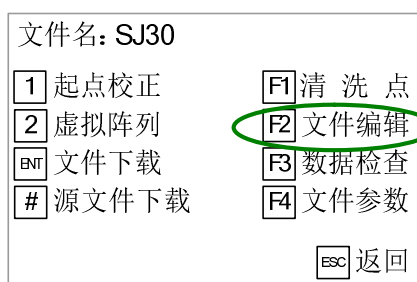 文件名: SJ30
1 起点校正 F1 清 洗 点
2 虚拟阵列 F2 文件编辑
ENT 文件下载 F3 数据检查
# 源文件下载 F4 文件参数
ESC 返回